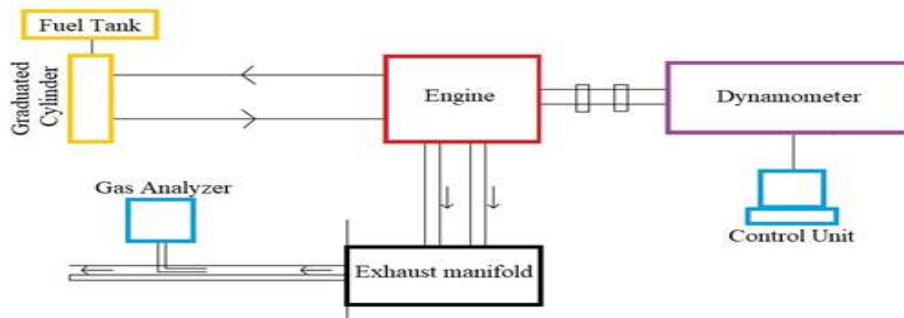 Fuel Tank
Graduated
Cylinder
Engine
Dynamometer
Gas Analyzer
Control Unit
Exhaust manifold